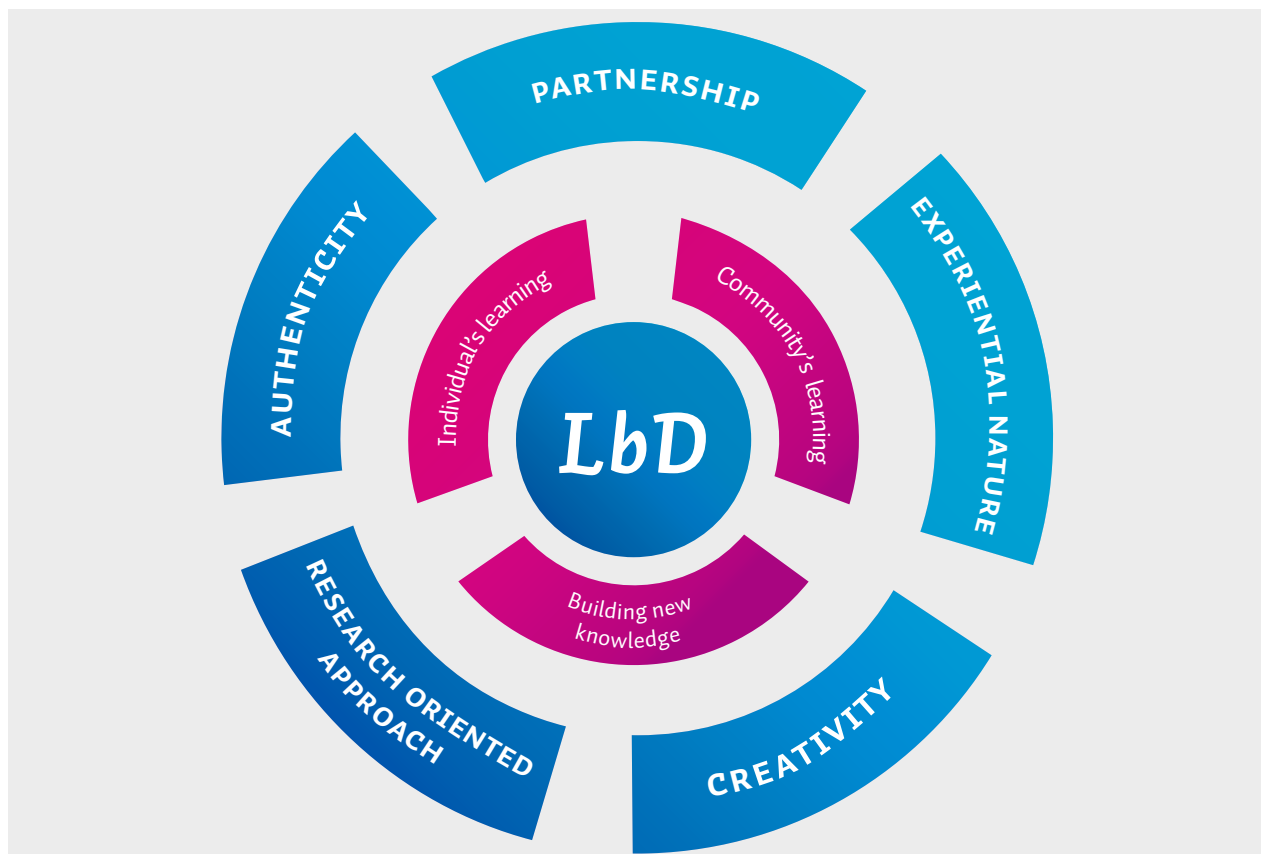 PARTNERSHIP
EXPERIENTIAL NATURE
CREATIVITY
RESEARCH ORIENTED
APPROACH
AUTHENTICITY
Individual's learning
Community's learning
Building new
knowledge
LbD